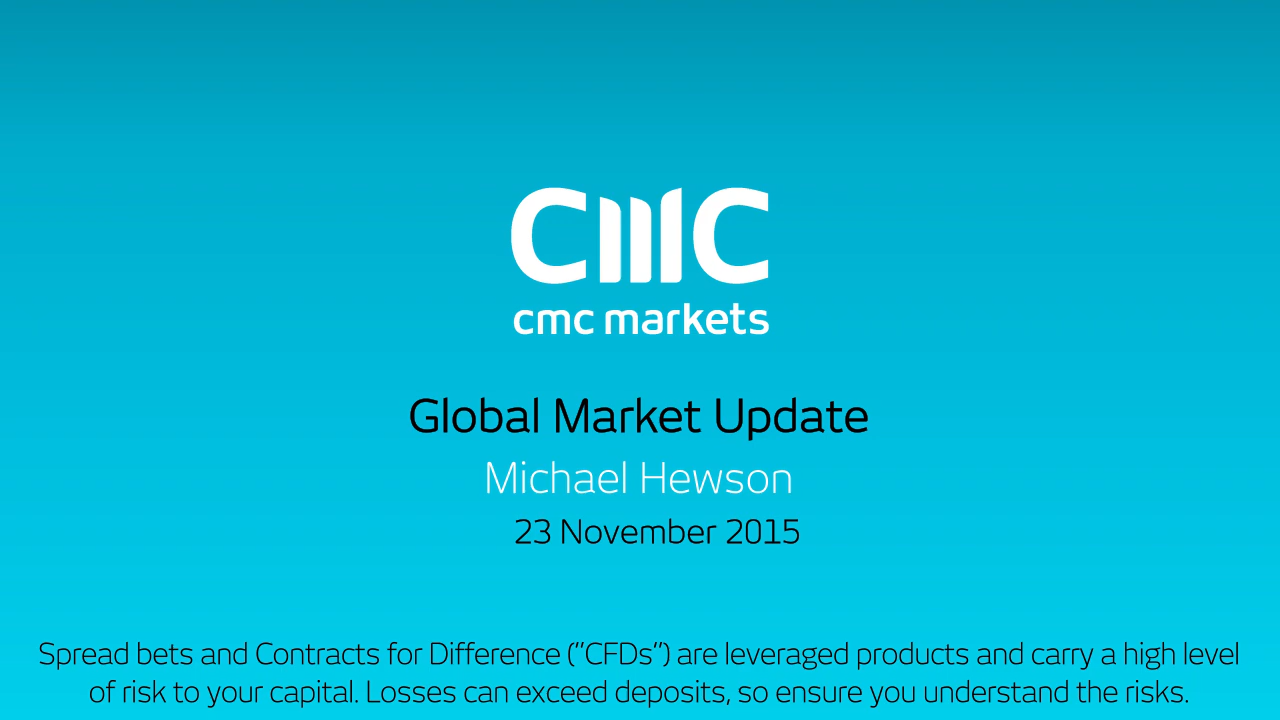 CMC
cmc markets
Global Market Update
Michael Hewson
23 November 2015
Spread bets and Contracts for Difference (“CFDs”) are leveraged products and carry a high level
of risk to your capital. Losses can exceed deposits, so ensure you understand the risks.